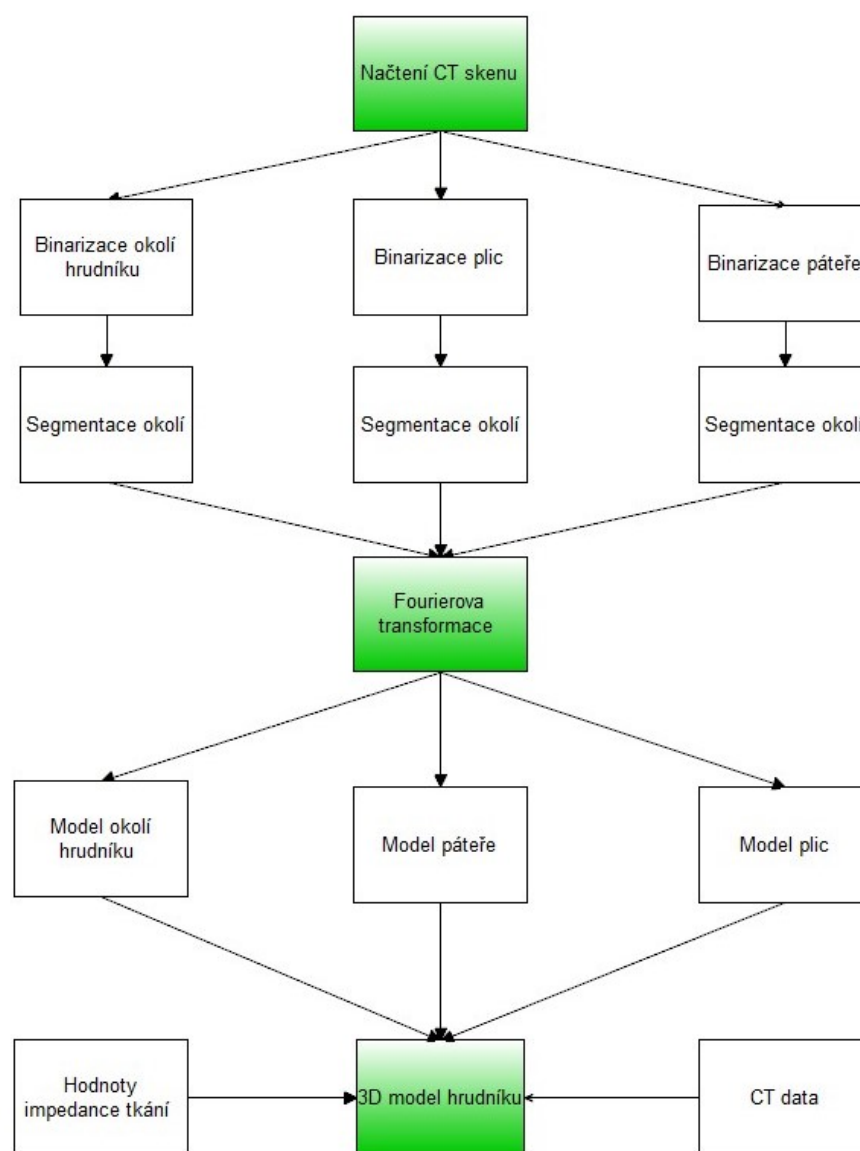 Načtení CT skenu
Binarizace okolí
hrudníku
Binarizace plic
Binarizace páteře
Segmentace okolí
Segmentace okolí
Segmentace okolí
Fourierova
transformace
Model okolí
hrudníku
Model páteře
Model plic
Hodnoty
impedance tkání
3D model hrudníku
CT data